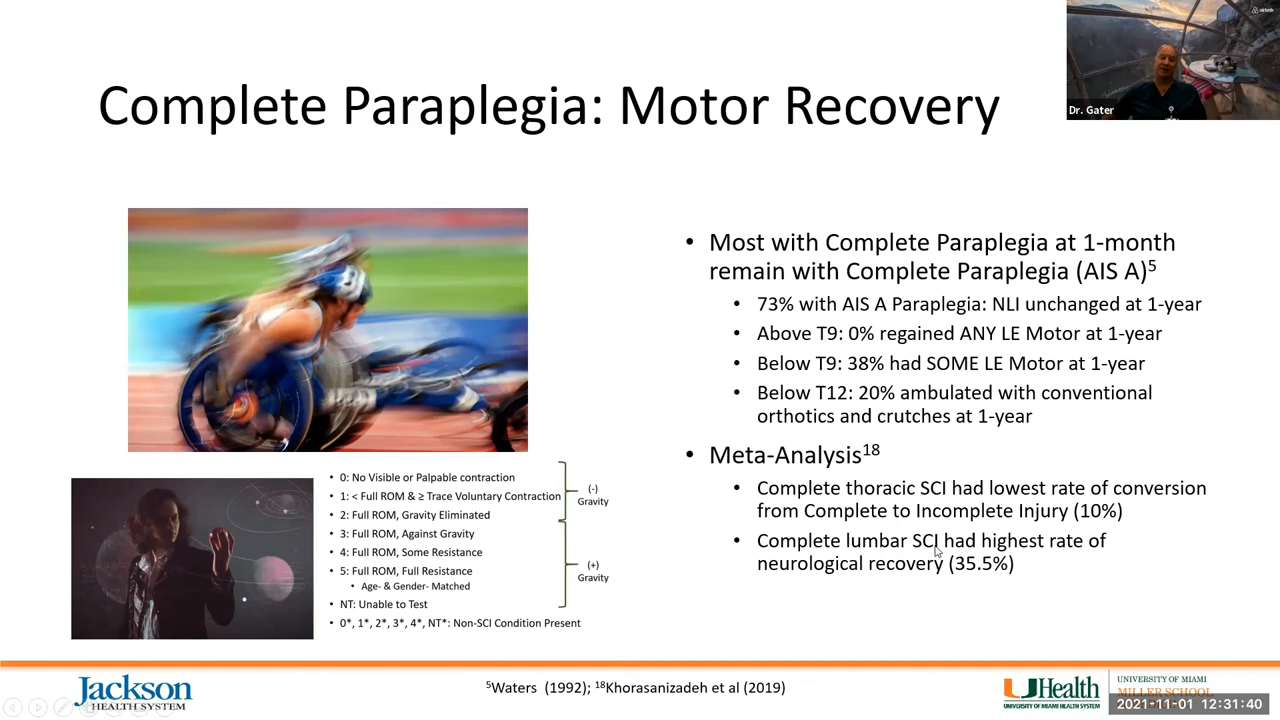 airbnb
Dr. Gater
Complete Paraplegia: Motor Recovery
• Most with Complete Paraplegia at 1-month
remain with Complete Paraplegia (AIS A)5
• 73% with AIS A Paraplegia: NLI unchanged at 1-year
• Above T9: 0% regained ANY LE Motor at 1-year
• Below T9: 38% had SOME LE Motor at 1-year
• Below T12: 20% ambulated with conventional
orthotics and crutches at 1-year
• Meta-Analysis18
• Complete thoracic SCI had lowest rate of conversion
from Complete to Incomplete Injury (10%)
• Complete lumbar SCI had highest rate of
neurological recovery (35.5%)
• 0: No Visible or Palpable contraction
• 1: < Full ROM & ≥ Trace Voluntary Contraction
• 2: Full ROM, Gravity Eliminated
• 3: Full ROM, Against Gravity
• 4: Full ROM, Some Resistance
• 5: Full ROM, Full Resistance
• Age- & Gender- Matched
• NT: Unable to Test
• 0*, 1*, 2*, 3*, 4*, NT*: Non-SCI Condition Present
(-)
Gravity
(+)
Gravity
Jackson
HEALTH SYSTEM
5Waters (1992); 18Khorasanizadeh et al (2019)
UHealth
UNIVERSITY OF MIAMI HEALTH SYSTEM
UNIVERSITY OF MIAMI
MILLER SCHOOL
2021-11-01 12:31:40